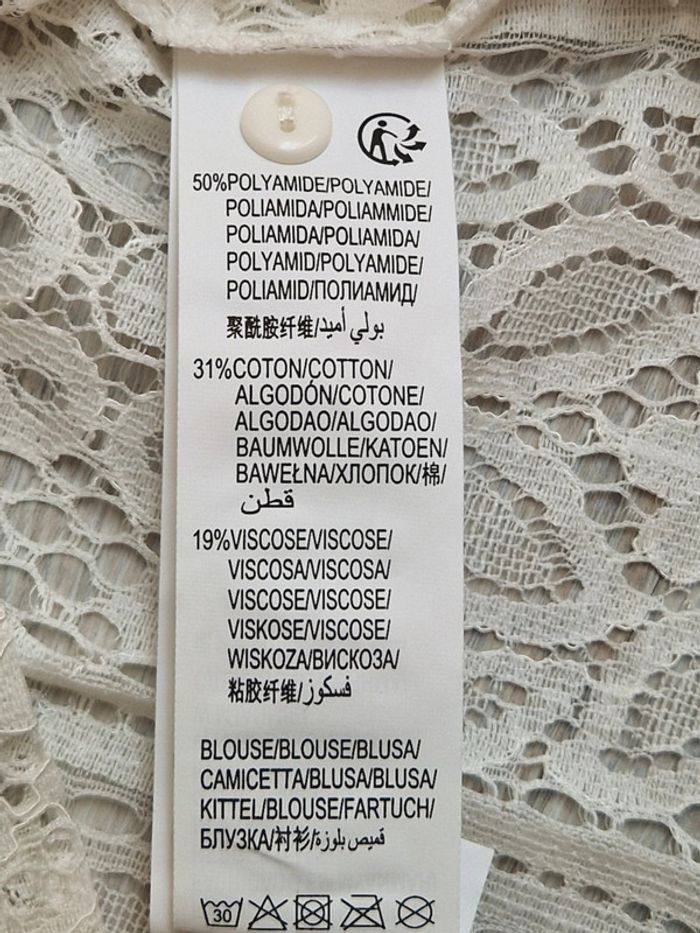 50%POLYAMIDE/POLYAMIDE/
POLIAMIDA/POLIAMMIDE/
POLIAMIDA/POLIAMIDA/
POLYAMID/POLYAMIDE/
POLIAMID/ПОЛИАМИД/
聚酰胺纤维/بولي أميد/
31%COTON/COTTON/
ALGODÓN/COTONE/
ALGODAO/ALGODAO/
BAUMWOLLE/KATOEN/
BAWEŁNA/ХЛОПОК/棉/
قطن
19%VISCOSE/VISCOSE/
VISCOSA/VISCOSA/
VISCOSE/VISCOSE/
VISKOSE/VISCOSE/
WISKOZA/ВИСКОЗА/
粘胶纤维/فسكوز
BLOUSE/BLOUSE/BLUSA/
CAMICETTA/BLUSA/BLUSA/
KITTEL/BLOUSE/FARTUCH/
БЛУЗКА/衬衫/قميص بلوزة
30